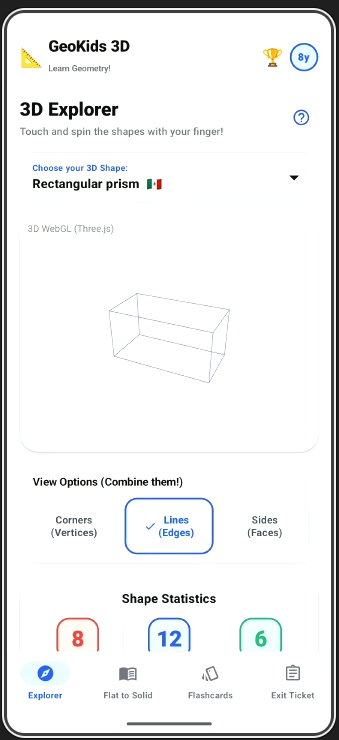 GeoKids 3D
Learn Geometry!
8y
3D Explorer
Touch and spin the shapes with your finger!
?
Choose your 3D Shape:
Rectangular prism 🇲🇽
3D WebGL (Three.js)
View Options (Combine them!)
Corners
(Vertices)
Lines
(Edges)
Sides
(Faces)
Shape Statistics
8
12
6
Explorer
Flat to Solid
Flashcards
Exit Ticket